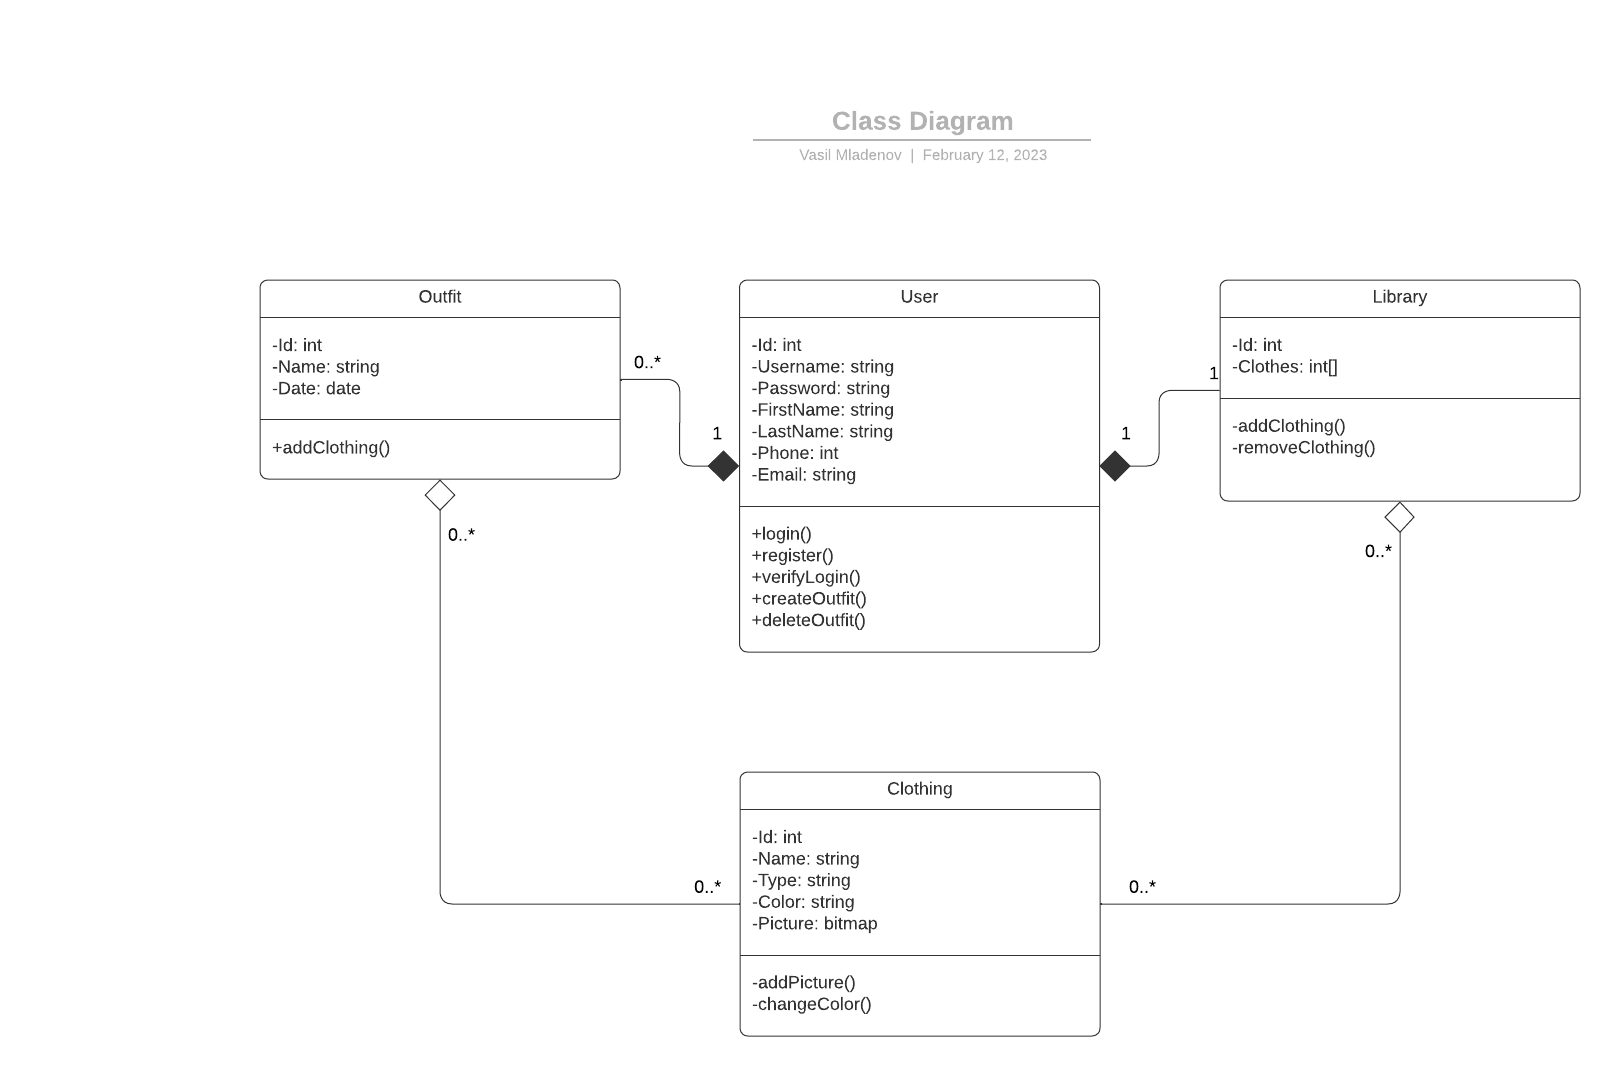 Class Diagram
Vasil Mladenov | February 12, 2023
Outfit
-Id: int
-Name: string
-Date: date
+addClothing()
0..*
1
0..*
User
-Id: int
-Username: string
-Password: string
-FirstName: string
-LastName: string
-Phone: int
-Email: string
+login()
+register()
+verifyLogin()
+createOutfit()
+deleteOutfit()
1
1
Library
-Id: int
-Clothes: int[]
-addClothing()
-removeClothing()
0..*
Clothing
-Id: int
-Name: string
-Type: string
-Color: string
-Picture: bitmap
-addPicture()
-changeColor()
0..*
0..*